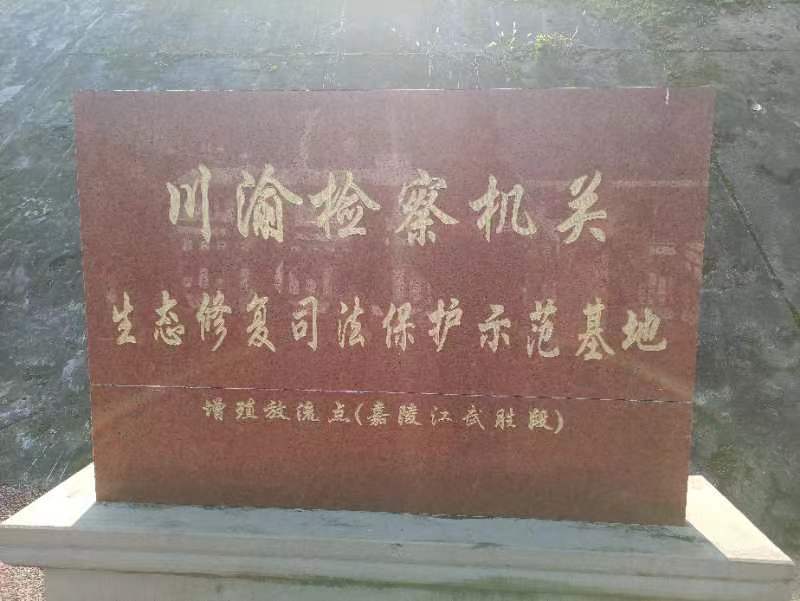 川渝检察机关
生态修复司法保护示范基地
增殖放流点(嘉陵江武胜段)